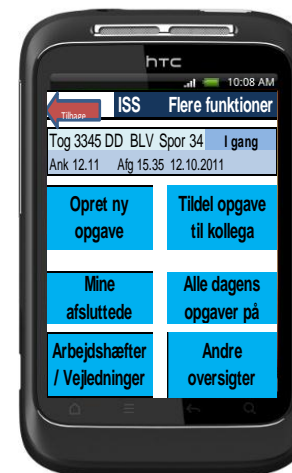 hTC
10:08 AM
Tilbage ISS Flere funktioner
Tog 3345 DD BLV Spor 34 I gang
Ank 12.11 Afg 15.35 12.10.2011
Opret ny
opgave
Tildel opgave
til kollega
Mine
afsluttede
Alle dagens
opgaver på
Arbejdshæfter
/ Vejledninger
Andre
oversigter